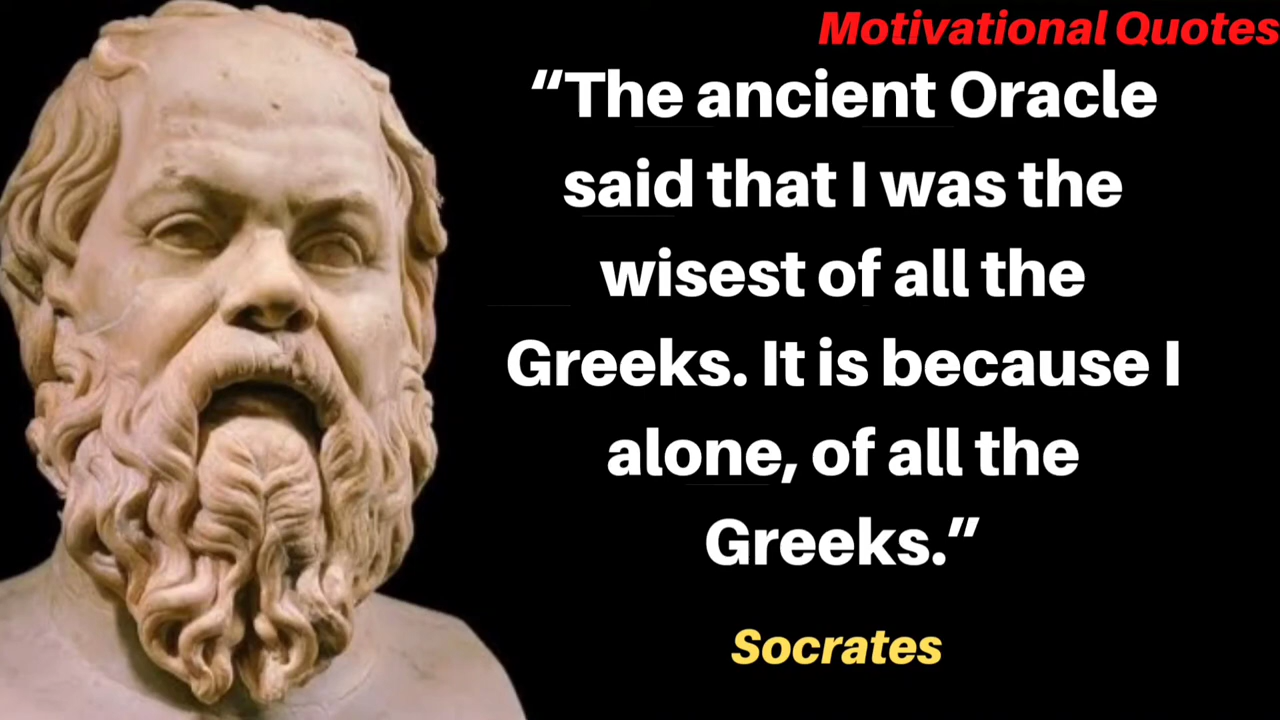 Motivational Quotes
“The ancient Oracle
said that I was the
wisest of all the
Greeks. It is because I
alone, of all the
Greeks.”
Socrates